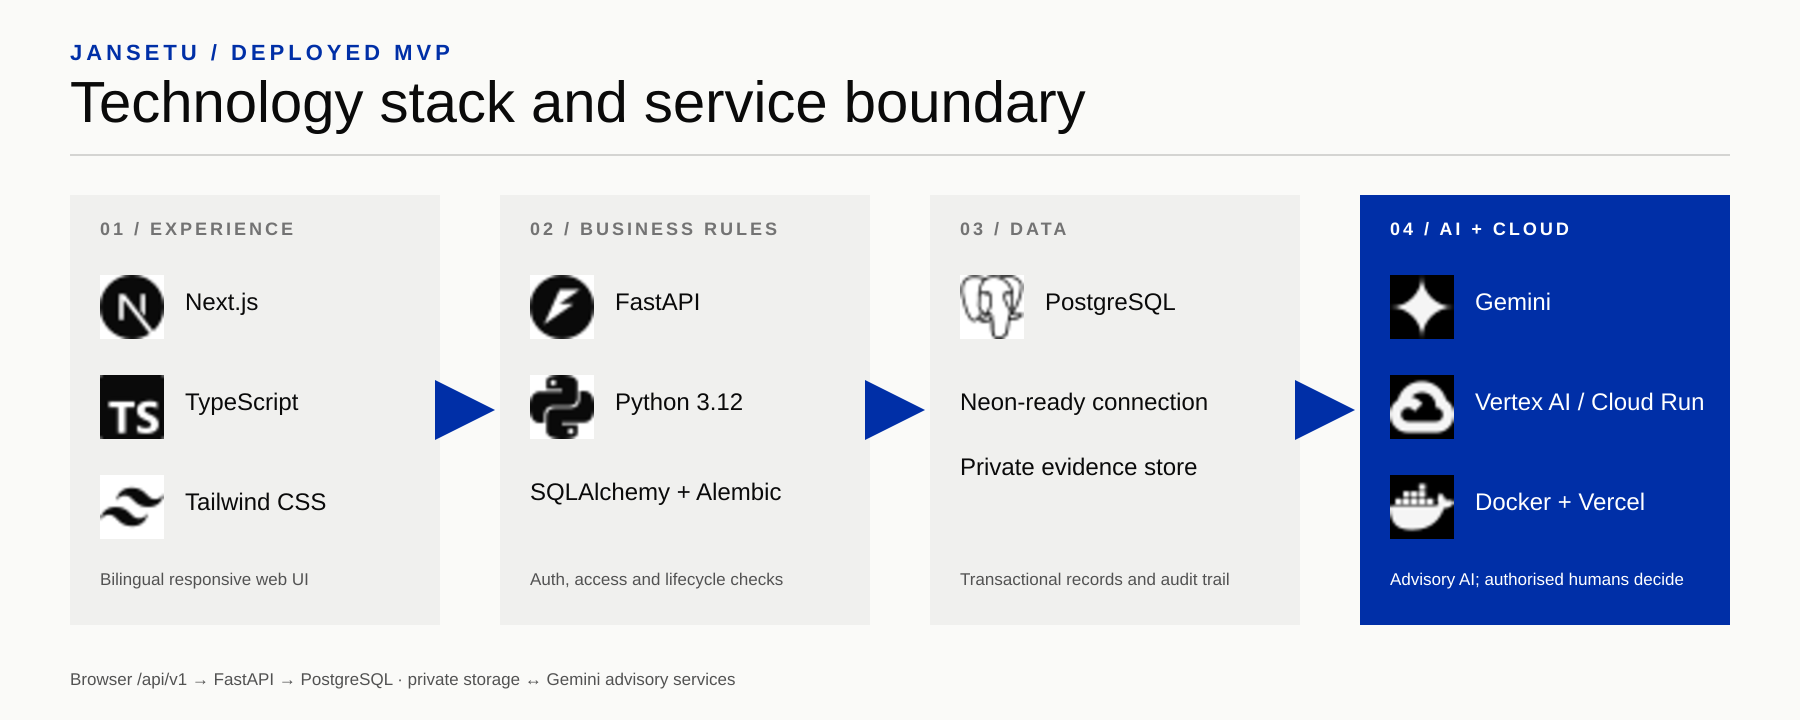 JANSETU / DEPLOYED MVP
Technology stack and service boundary
01 / EXPERIENCE
N
Next.js
TS
TypeScript
Tailwind CSS
Bilingual responsive web UI
02 / BUSINESS RULES
FastAPI
Python 3.12
SQLAlchemy + Alembic
Auth, access and lifecycle checks
03 / DATA
PostgreSQL
Neon-ready connection
Private evidence store
Transactional records and audit trail
04 / AI + CLOUD
Gemini
Vertex AI / Cloud Run
Docker + Vercel
Advisory AI; authorised humans decide
Browser /api/v1 → FastAPI → PostgreSQL · private storage ↔ Gemini advisory services